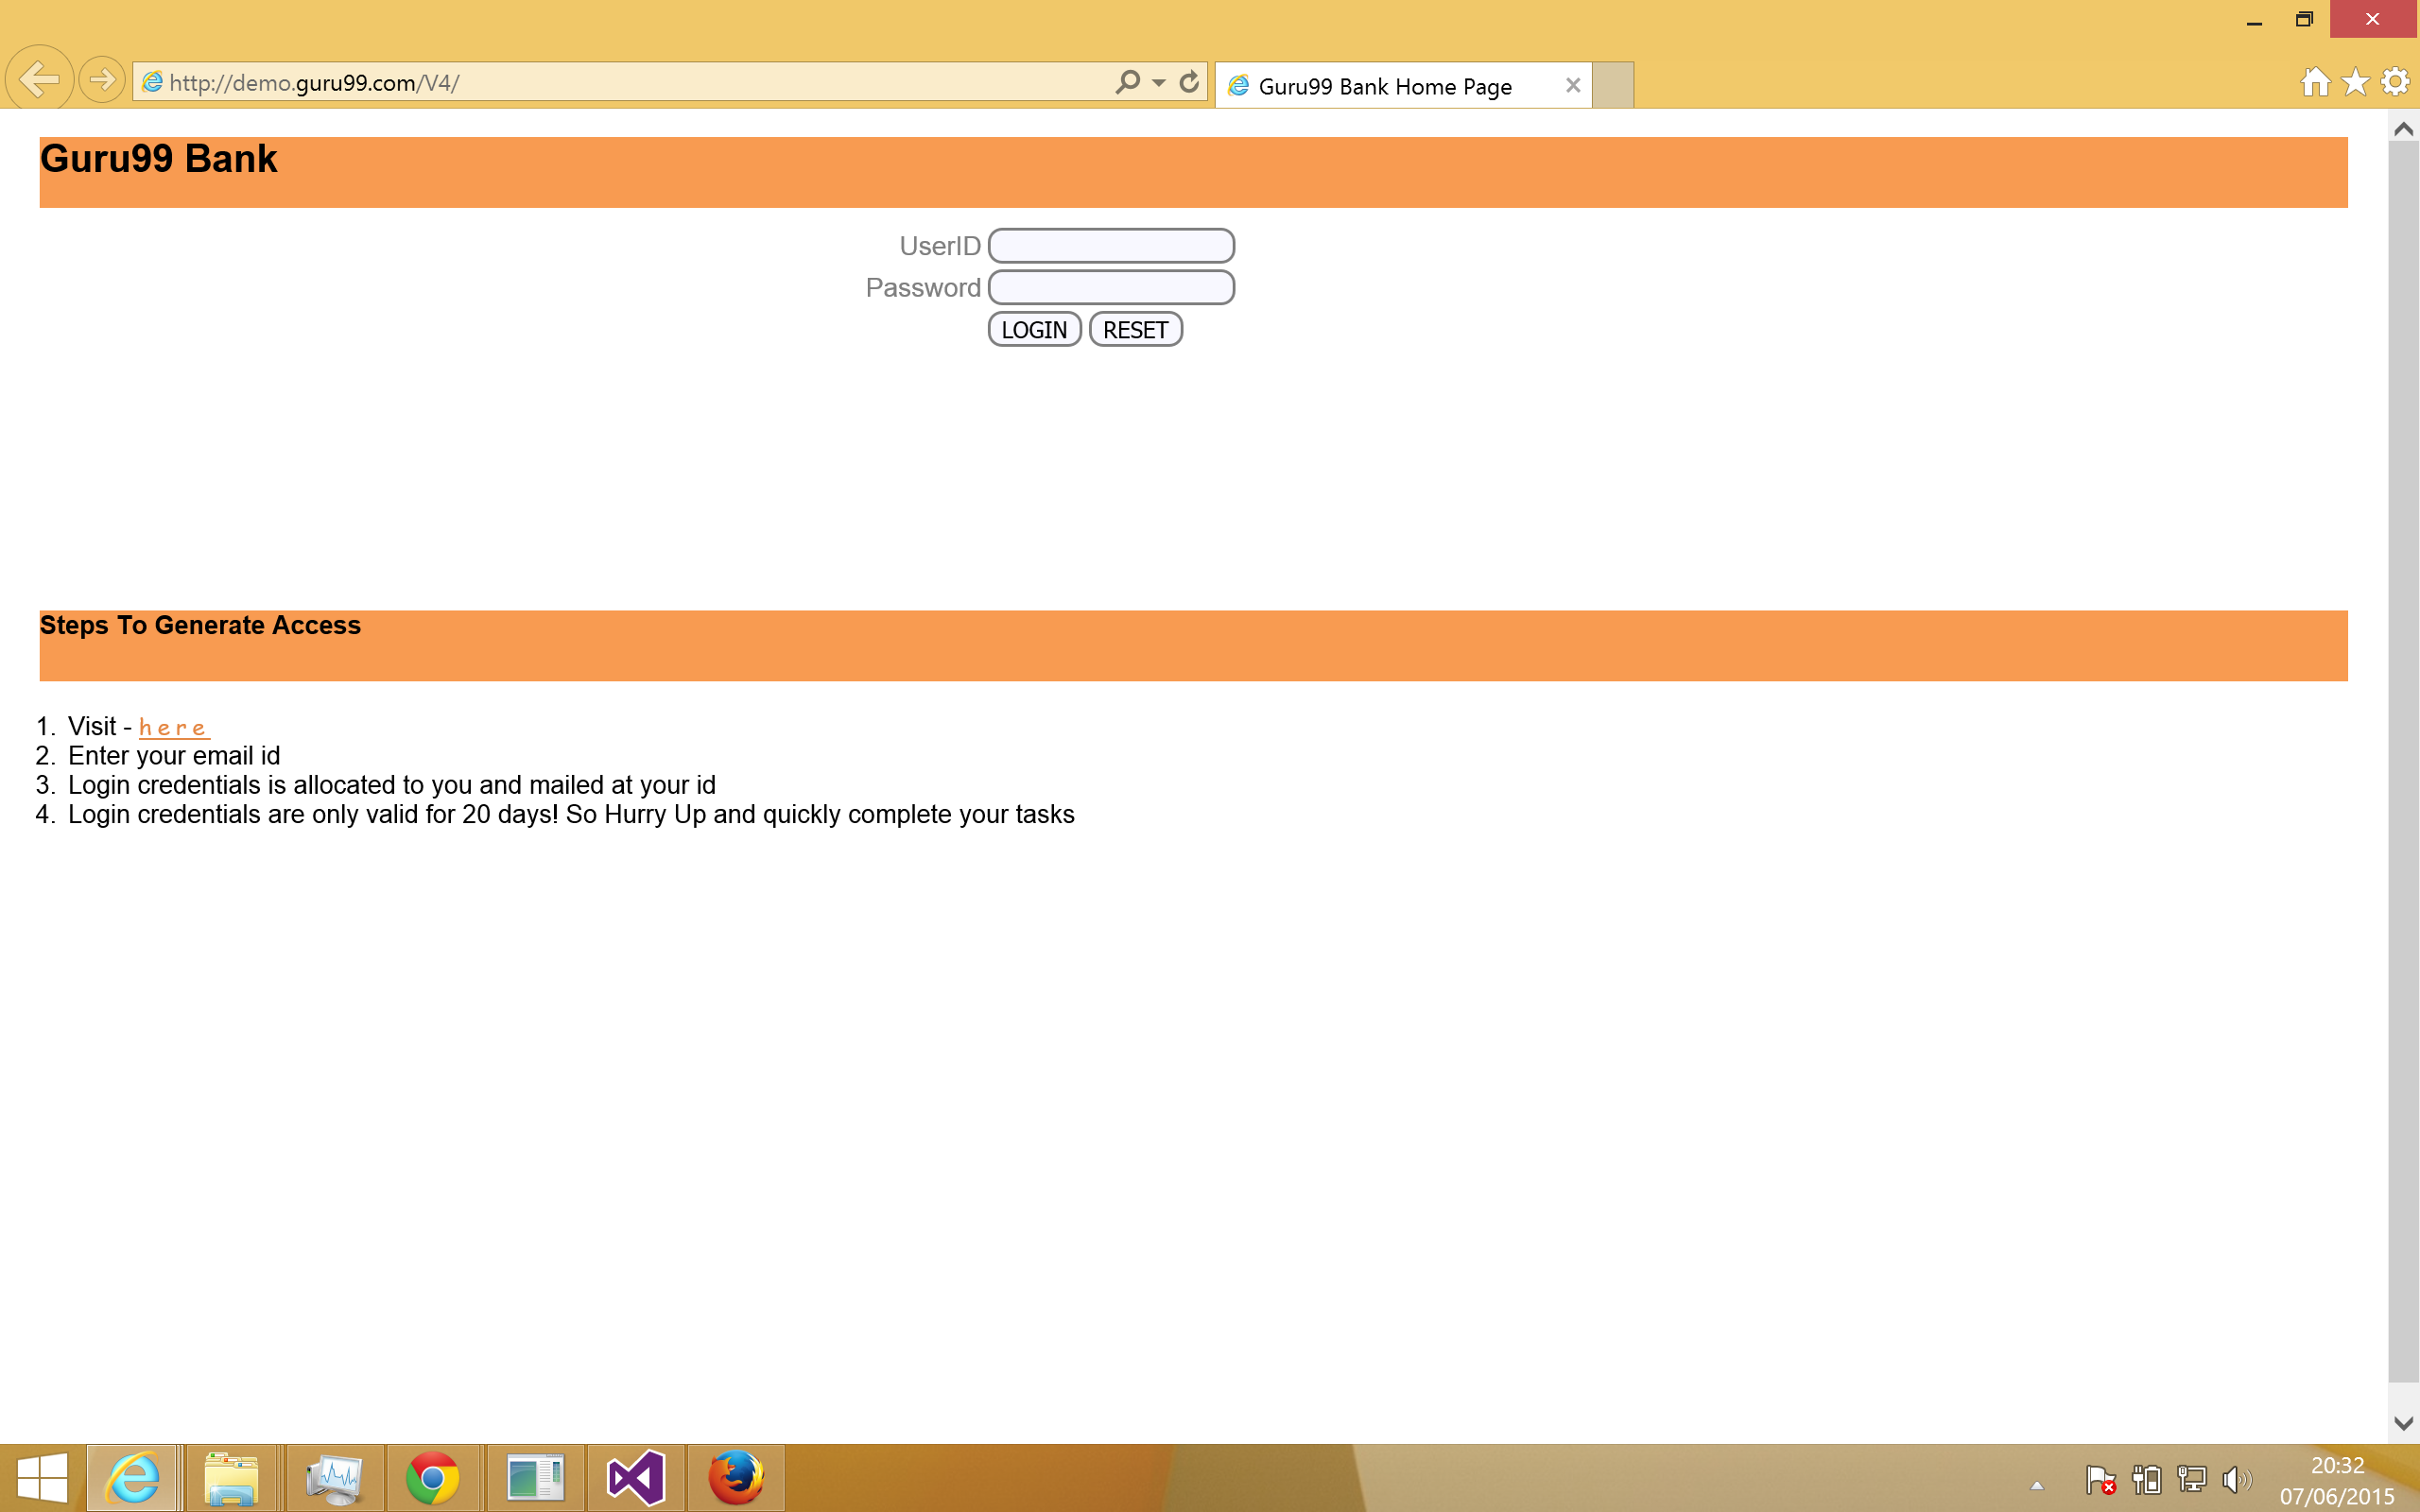 http://demo.guru99.com/V4/
Guru99 Bank Home Page
Guru99 Bank
UserID
Password
LOGIN RESET
Steps To Generate Access
1. Visit - here
2. Enter your email id
3. Login credentials is allocated to you and mailed at your id
4. Login credentials are only valid for 20 days! So Hurry Up and quickly complete your tasks
20:32
07/06/2015